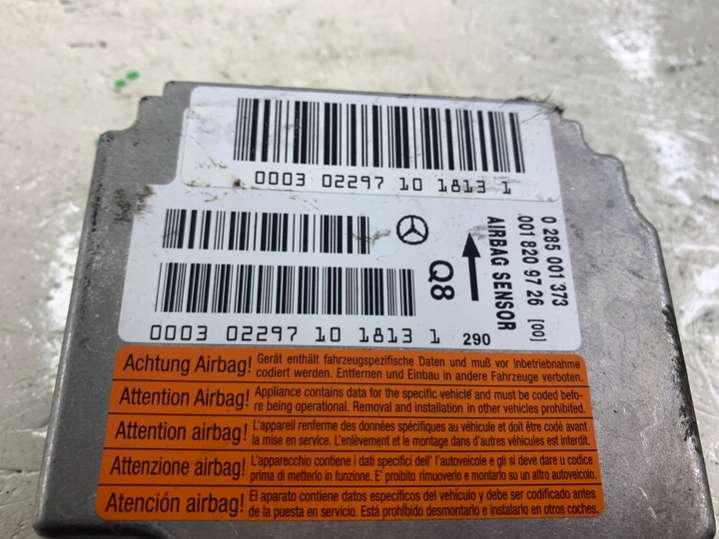 0003 02297 10 1813 1
0 285 001 373
001 820 97 26 [00]
AIRBAG SENSOR
Q8
0003 02297 10 1813 1 290
Achtung Airbag! Gerät enthält fahrzeugspezifische Daten und muß vor Inbetriebnahme
codiert werden. Entfernen und Einbau in andere Fahrzeuge verboten.
Attention Airbag! Appliance contains data for the specific vehicle and must be coded befo-
re being operational. Removal and installation in other vehicles prohibited.
Attention airbag! L'appareil renferme des données spécifiques au véhicule et doit être codé avant
la mise en service. L'enlèvement et le montage dans d'autres véhicules est interdit.
Attenzione airbag! L'apparecchio contiene i dati specifici dell' l'autoveicole e gli si deve dare u codice
prima di metterlo in funzione. E' proibito rimuoverlo e montarlo su un altro autoveicolo.
Atención airbag! El aparato contiene datos específicos del vehículo y debe ser codificado antes
de la puesta en servicio. Está prohibido desmontarlo e instalarlo en otros coches.